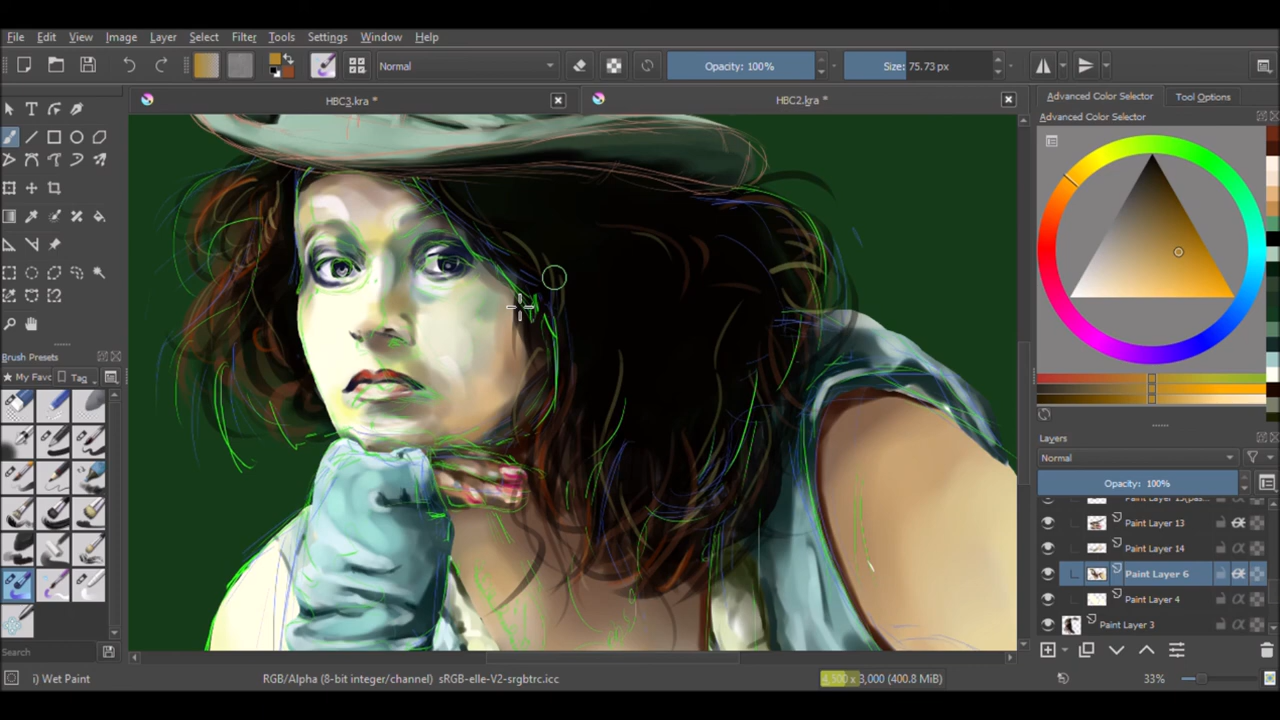 File Edit View Image Layer Select Filter Tools Settings Window Help
Normal
Opacity: 100%
Size: 75.73 px
HBC3.kra *
HBC2.kra *
Advanced Color Selector
Tool Options
Advanced Color Selector
Brush Presets
My Favo
Tag
Layers
Normal
Opacity: 100%
Paint Layer 13
Paint Layer 14
Paint Layer 6
Paint Layer 4
Paint Layer 3
Search
i) Wet Paint
RGB/Alpha (8-bit integer/channel) sRGB-elle-V2-srgbtrc.icc
4,500 x 3,000 (400.8 MiB)
33%